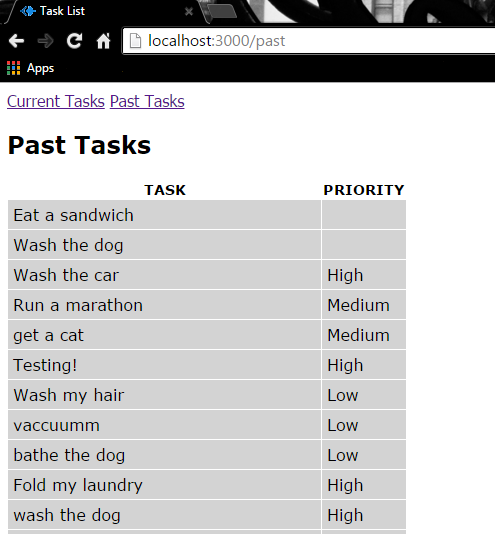 Task List
localhost:3000/past
Apps
Current Tasks Past Tasks
Past Tasks
TASK PRIORITY
Eat a sandwich
Wash the dog
Wash the car High
Run a marathon Medium
get a cat Medium
Testing! High
Wash my hair Low
vaccuumm Low
bathe the dog Low
Fold my laundry High
wash the dog High